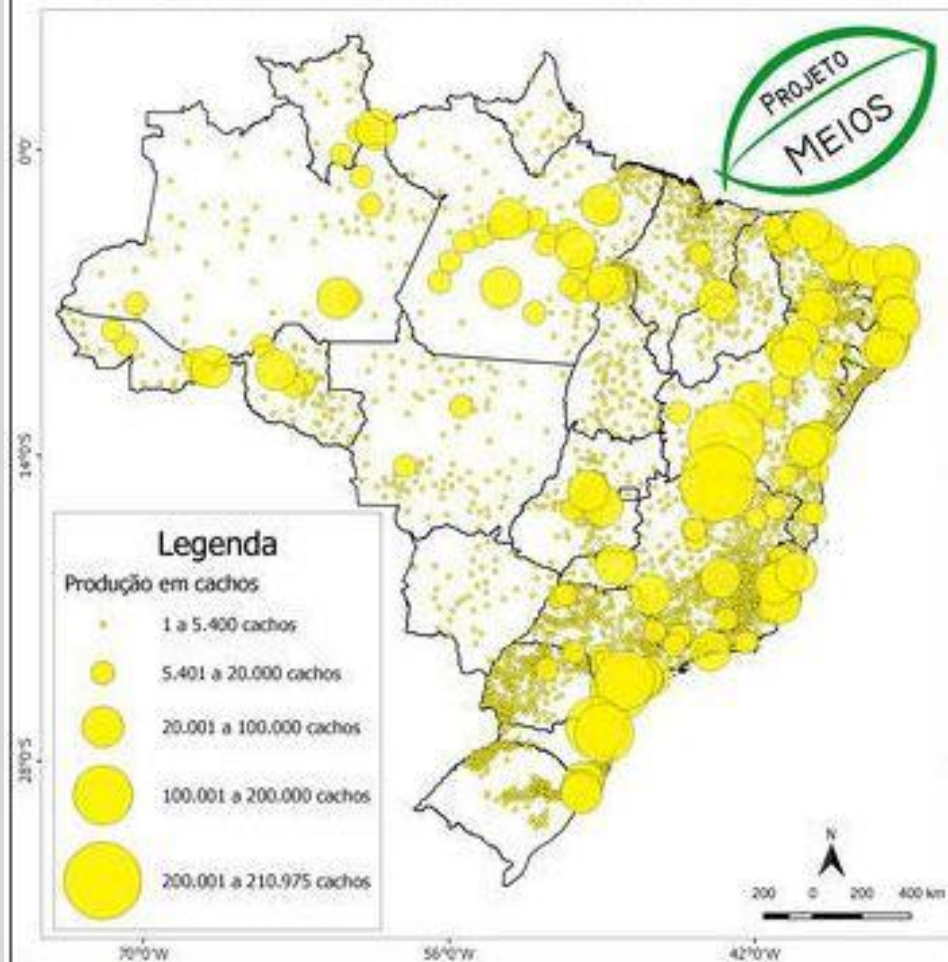 PROJETO
MEIOS
0°0'
14°0'S
28°0'S
Legenda
Produção em cachos
1 a 5.400 cachos
5.401 a 20.000 cachos
20.001 a 100.000 cachos
100.001 a 200.000 cachos
200.001 a 210.975 cachos
N
200 0 200 400 km
70°0'W
56°0'W
42°0'W